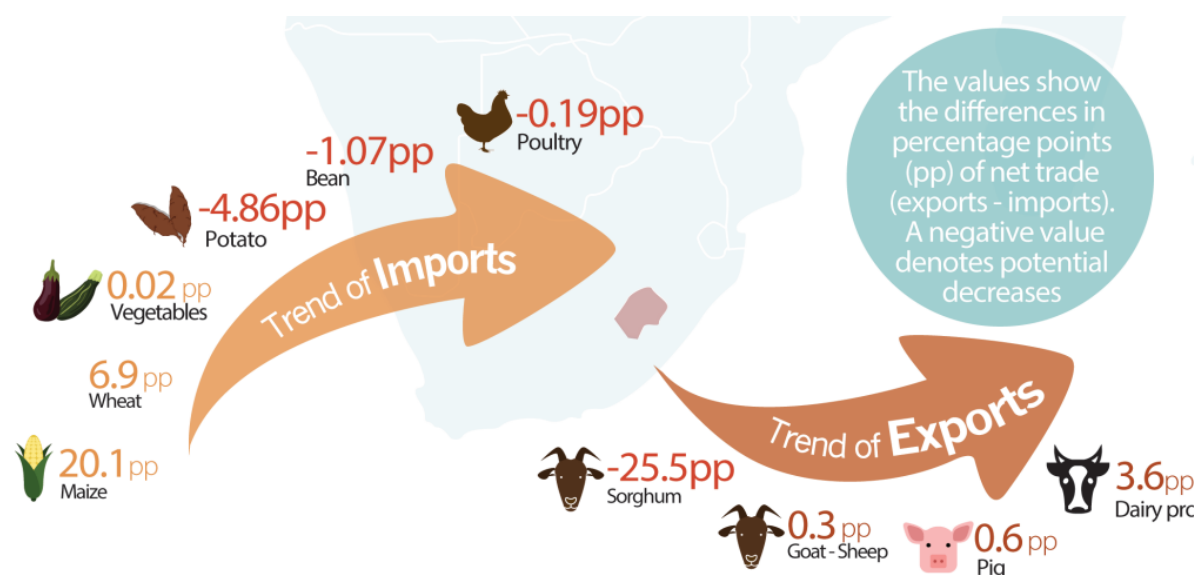 -0.19pp
Poultry
-1.07pp
Bean
-4.86pp
Potato
0.02 pp
Vegetables
6.9 pp
Wheat
20.1 pp
Maize
Trend of Imports
The values show
the differences in
percentage points
(pp) of net trade
(exports - imports).
A negative value
denotes potential
decreases
Trend of Exports
-25.5pp
Sorghum
0.3 pp
Goat - Sheep
0.6 pp
Pig
3.6pp
Dairy pro